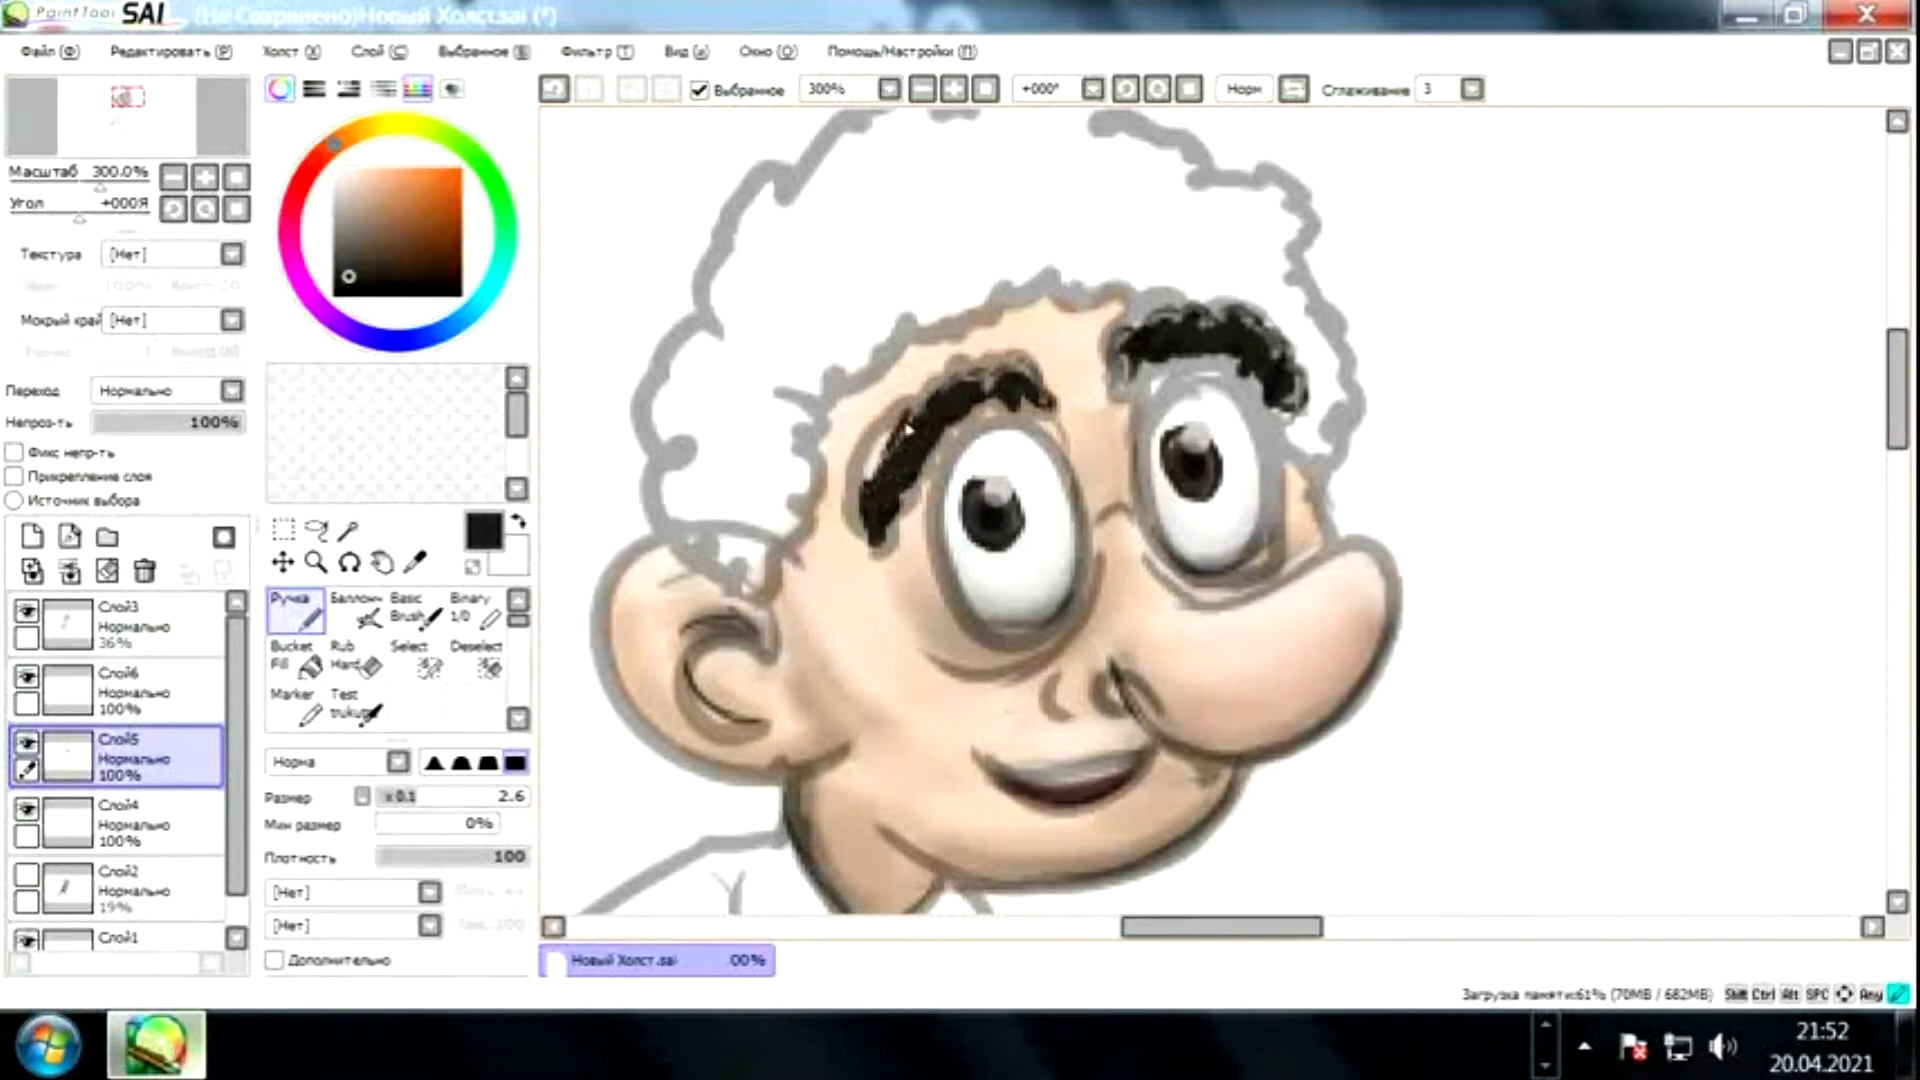 PaintTool SAI (Не Сохранено)Новый Холст.sai (*)
Файл (Ф) Редактировать (Р) Холст (X) Слой (С) Выбранное (E) Фильтр (T) Вид (и) Окно (О) Помощь/Настройки (П)
Выбранное 300% +000° Норм Сглаживание 3
Масштаб 300.0%
Угол +000Я
Текстура [Нет]
Мокрый край [Нет]
Переход Нормально
Непроз-ть 100%
Фикс непр-ть
Прикрепление слоя
Источник выбора
Слой3
Нормально
36%
Слой6
Нормально
100%
Слой5
Нормально
100%
Слой4
Нормально
100%
Слой2
Нормально
19%
Слой1
Ручка Баллонч Basic Brush Binary 1/0
Bucket Fill Rub Hard Select Deselect
Marker Test
Норма
Размер x 0.1 2.6
Мин размер 0%
Плотность 100
[Нет]
[Нет]
Дополнительно
Новый Холст.sai 00%
Загрузка памяти:61% (70MB / 682MB) Shift Ctrl Alt SPC Any
21:52
20.04.2021